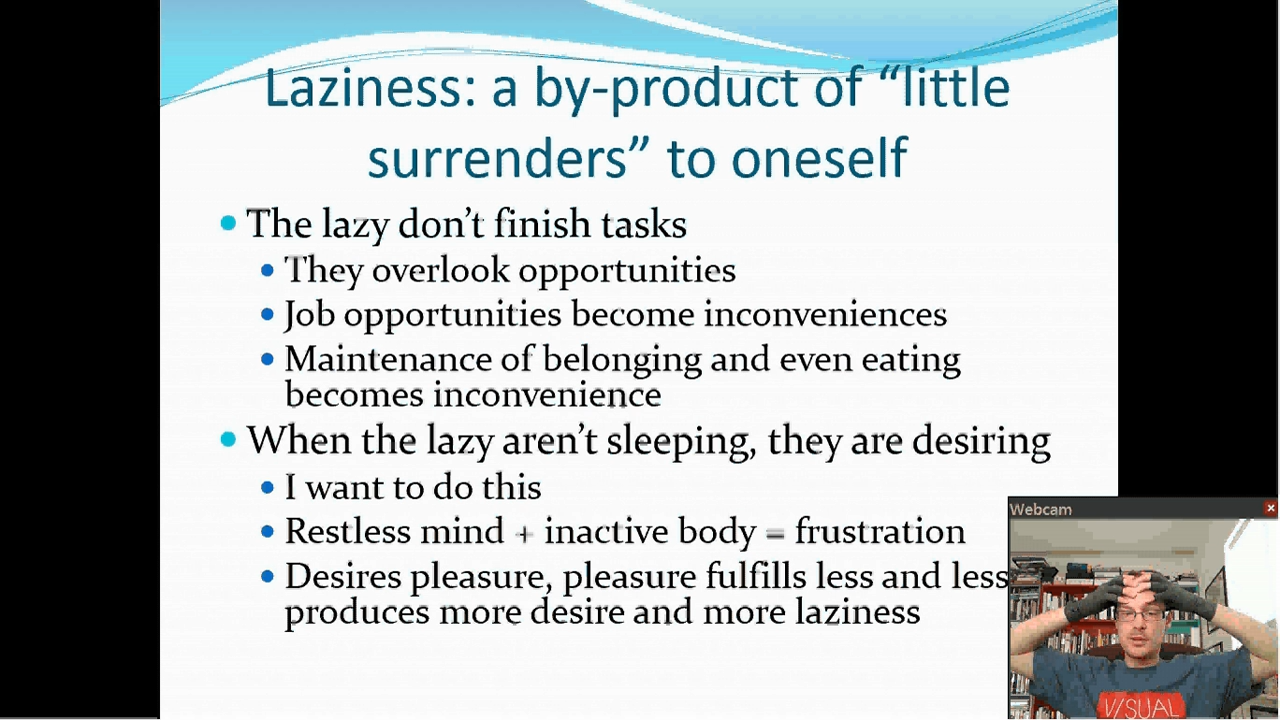 Laziness: a by-product of “little
surrenders” to oneself
The lazy don’t finish tasks
They overlook opportunities
Job opportunities become inconveniences
Maintenance of belonging and even eating
becomes inconvenience
When the lazy aren’t sleeping, they are desiring
I want to do this
Restless mind + inactive body = frustration
Desires pleasure, pleasure fulfills less and less
produces more desire and more laziness
Webcam
V/SUAL